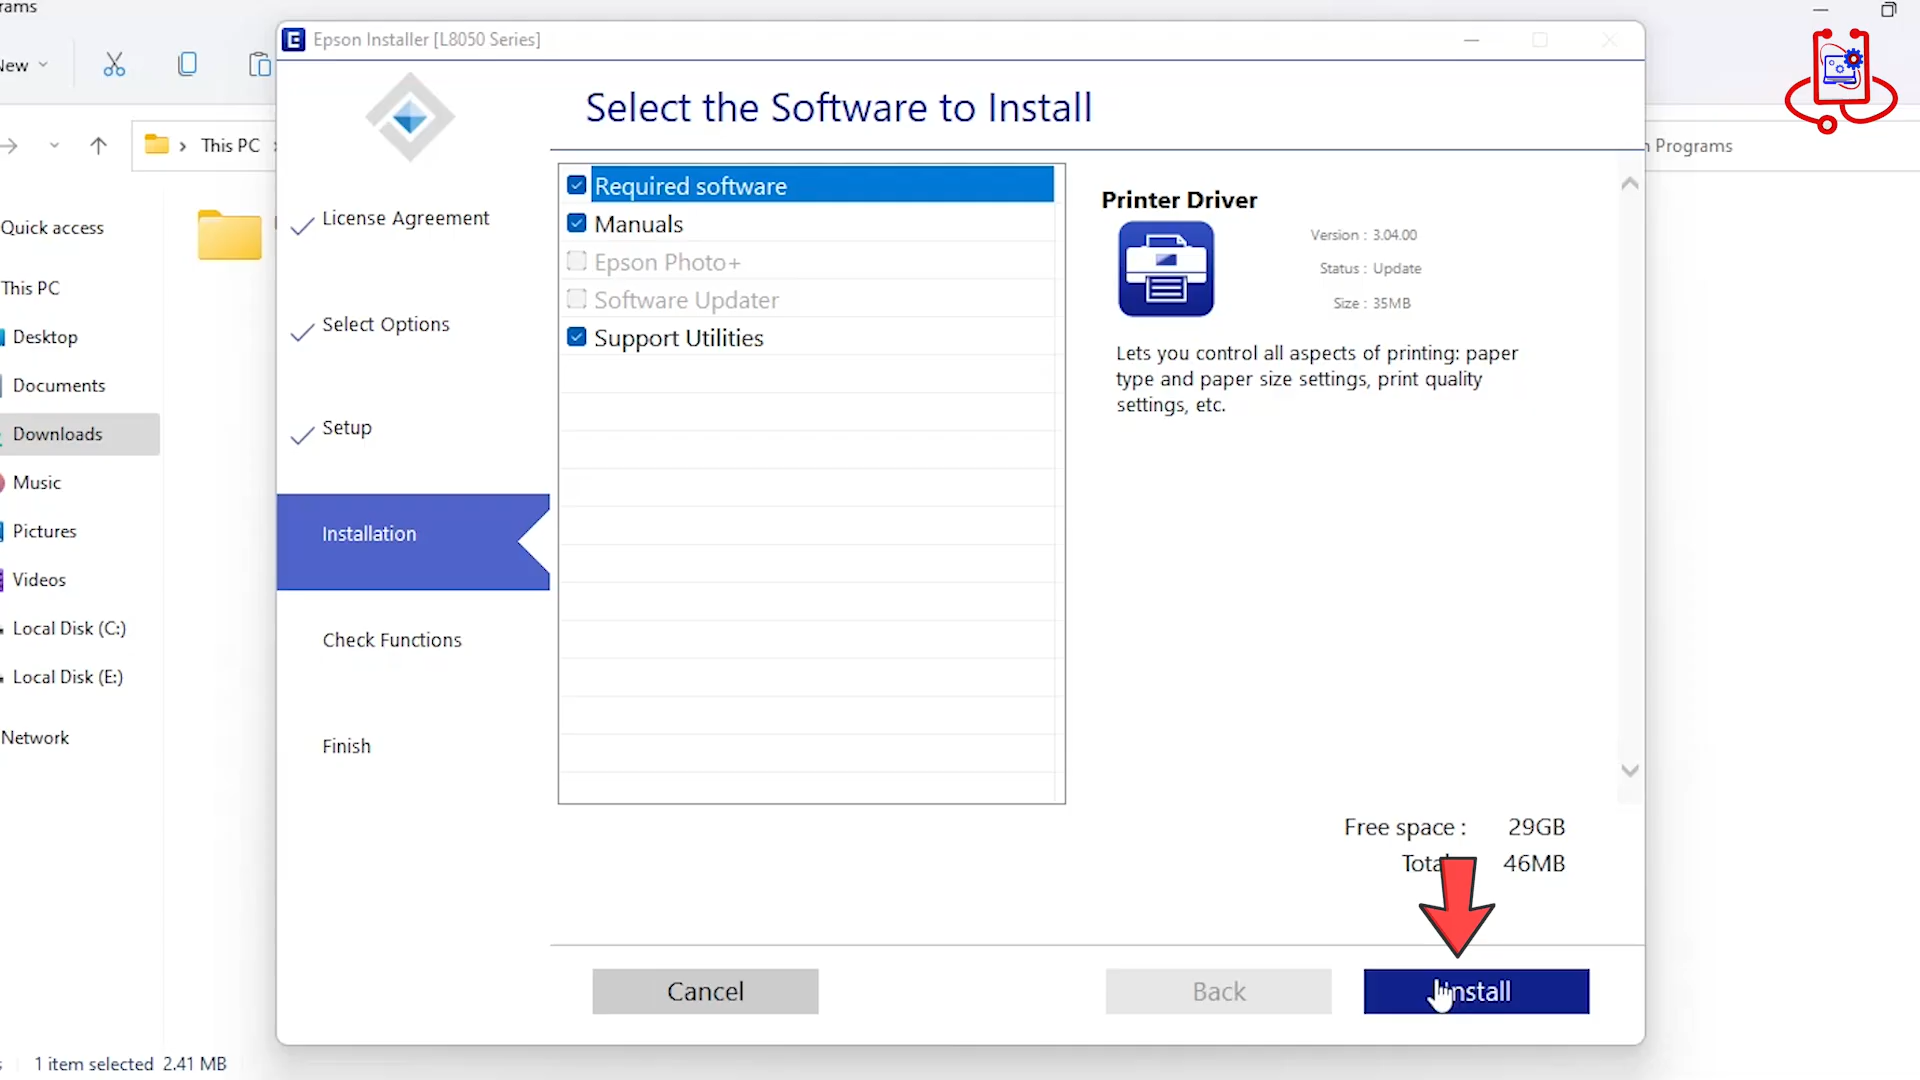 Epson Installer [L8050 Series]
Select the Software to Install
This PC
Programs
Quick access
This PC
Desktop
Documents
Downloads
Music
Pictures
Videos
Local Disk (C:)
Local Disk (E:)
Network
License Agreement
Select Options
Setup
Installation
Check Functions
Finish
Required software
Manuals
Epson Photo+
Software Updater
Support Utilities
Printer Driver
Version : 3.04.00
Status : Update
Size : 35MB
Lets you control all aspects of printing: paper
type and paper size settings, print quality
settings, etc.
Free space : 29GB
46MB
Cancel
Back
Install
1 item selected 2.41 MB